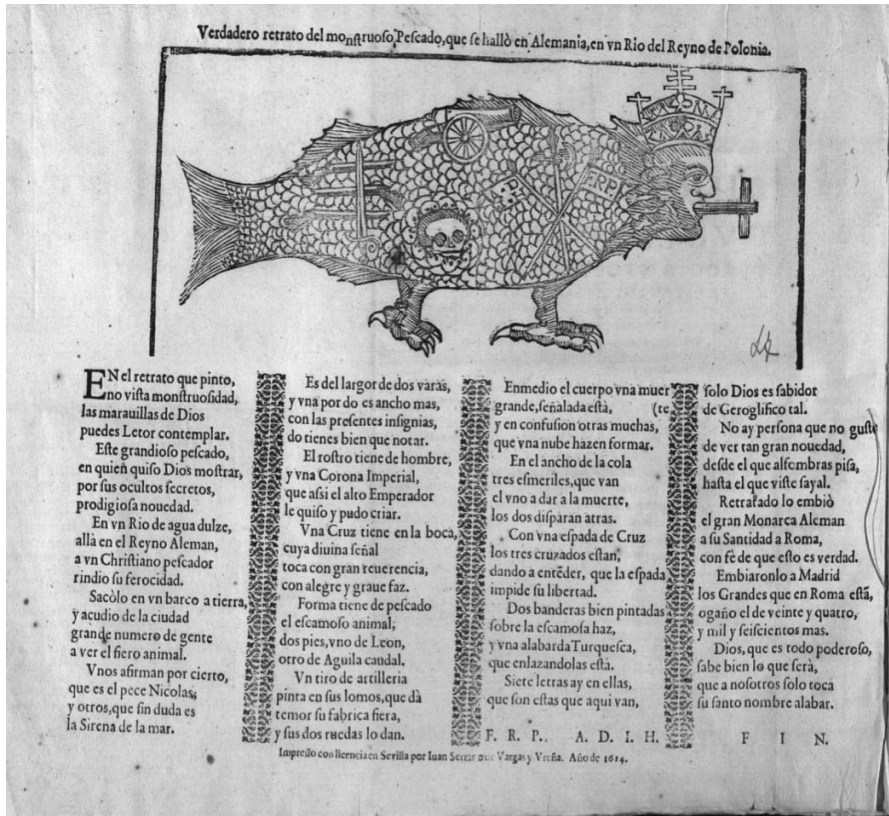 Verdadero retrato del monſtruoſo Peſcado, que ſe hallò en Alemania, en vn Rio del Reyno de Polonia.
EN el retrato que pinto,
no viſta monſtruoſidad,
las marauillas de Dios
puedes Letor contemplar.
Eſte grandioſo peſcado,
en quien quiſo Dios moſtrar,
por ſus ocultos ſecretos,
prodigioſa nouedad.
En vn Rio de agua dulze,
allà en el Reyno Aleman,
a vn Chriſtiano peſcador
rindio ſu ferocidad.
Sacòlo en vn barco a tierra,
y acudio de la ciudad
grande numero de gente
a ver el fiero animal.
Vnos afirman por cierto,
que es el pece Nicolas,
y otros, que ſin duda es
la Sirena de la mar.
Es del largor de dos varas,
y vna por do es ancho mas,
con las preſentes inſignias,
do tienes bien que notar.
El roſtro tiene de hombre,
y vna Corona Imperial,
que aſsi el alto Emperador
le quiſo y pudo criar.
Vna Cruz tiene en la boca,
cuya diuina ſeñal
toca con gran reuerencia,
con alegre y graue faz.
Forma tiene de peſcado
el eſcamoſo animal,
dos pies, vno de Leon,
otro de Aguila caudal.
Vn tiro de artilleria
pinta en ſus lomos, que dà
temor ſu fabrica fiera,
y ſus dos ruedas lo dan.
Enmedio el cuerpo vna muer
grande, ſeñalada eſtà, (te
y en confuſion otras muchas,
que vna nube hazen formar.
En el ancho de la cola
tres eſmeriles, que van
el vno a dar a la muerte,
los dos diſparan atras.
Con vna eſpada de Cruz
los tres cruzados eſtan,
dando a entẽder, que la eſpada
impide ſu libertad.
Dos banderas bien pintadas
ſobre la eſcamoſa haz,
y vna alabarda Turqueſca,
que enlazandolas eſtà.
Siete letras ay en ellas,
que ſon eſtas que aqui van,
F. R. P. A. D. I. H.
ſolo Dios es ſabidor
de Geroglifico tal.
No ay perſona que no guſte
de ver tan gran nouedad,
deſde el que alfombras piſa,
haſta el que viſte ſayal.
Retratado lo embiò
el gran Monarca Aleman
a ſu Santidad a Roma,
con fè de que eſto es verdad.
Embiaronlo a Madrid
los Grandes que en Roma eſtã,
ogaño el de veinte y quatro,
y mil y ſeiſcientos mas.
Dios, que es todo poderoſo,
ſabe bien lo que ſerà,
que a noſotros ſolo toca
ſu ſanto nombre alabar.
F I N.
Impreſſo con licencia en Sevilla por Iuan Serrano de Vargas y Vreña. Año de 1624.